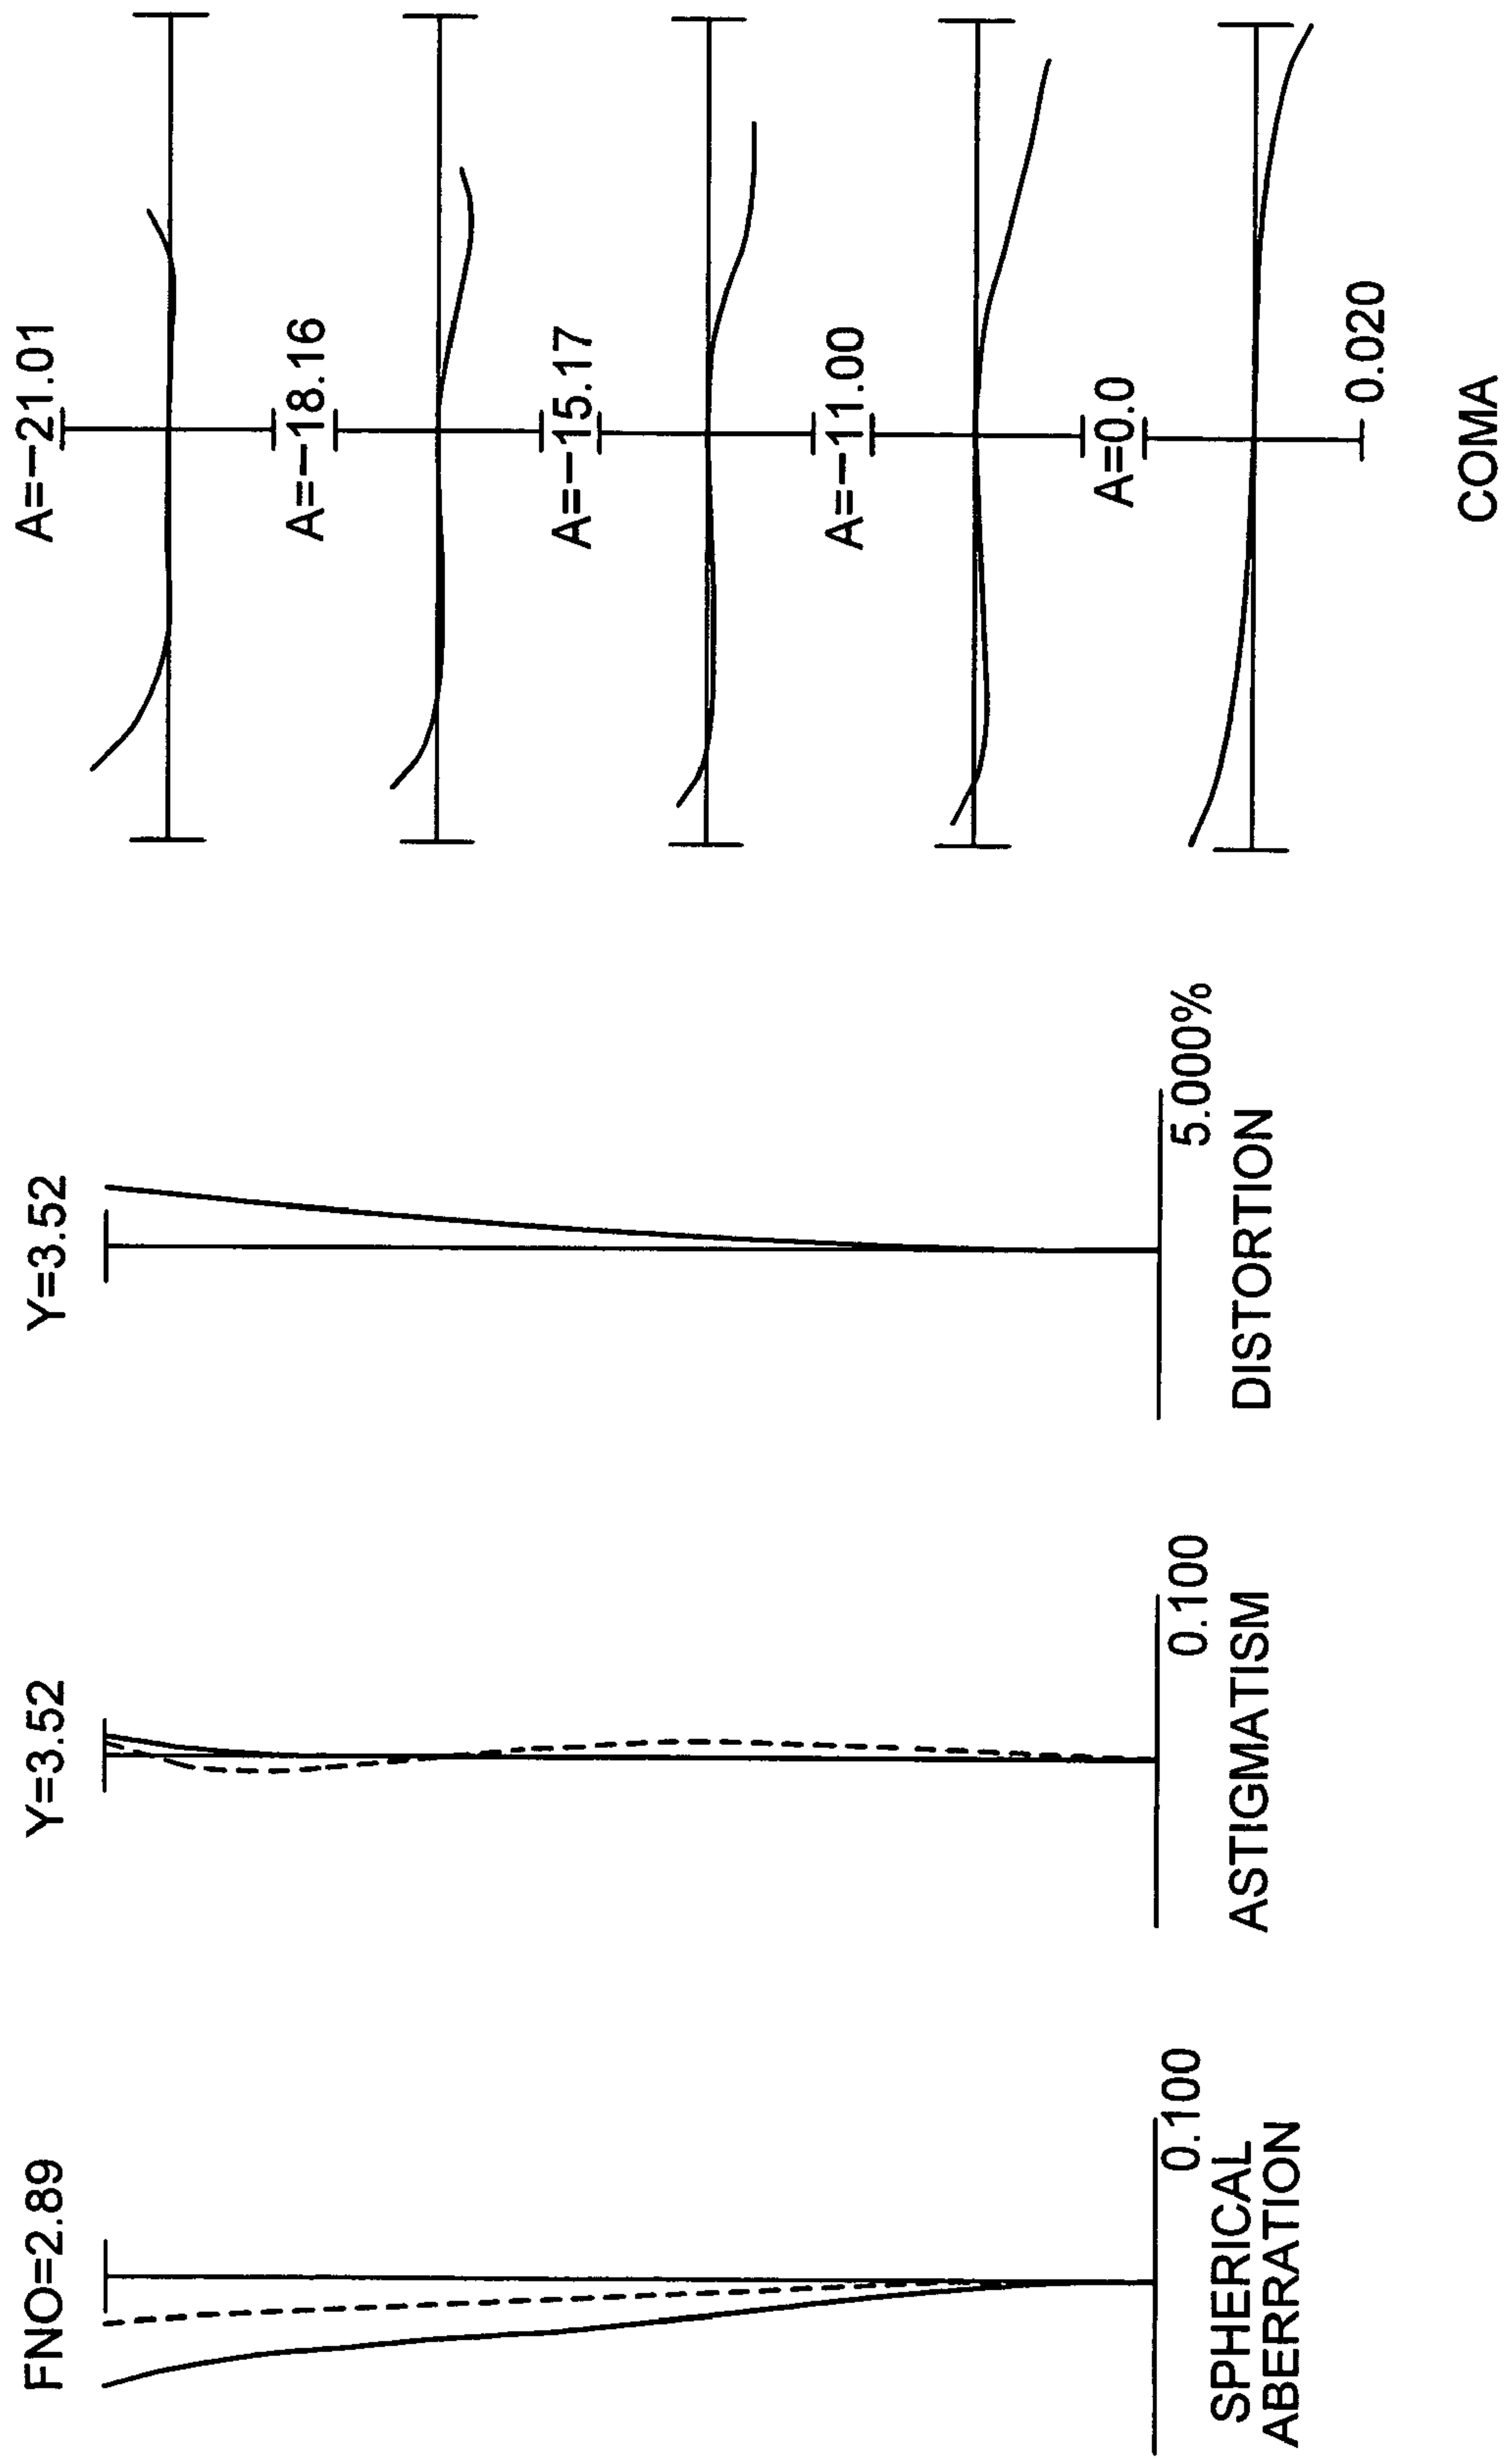 FNO=2.89
0.100
SPHERICAL
ABERRATION
Y=3.52
0.100
ASTIGMATISM
Y=3.52
5.000%
DISTORTION
A=-21.01
A=-18.16
A=-15.17
A=-11.00
A=0.0
0.020
COMA